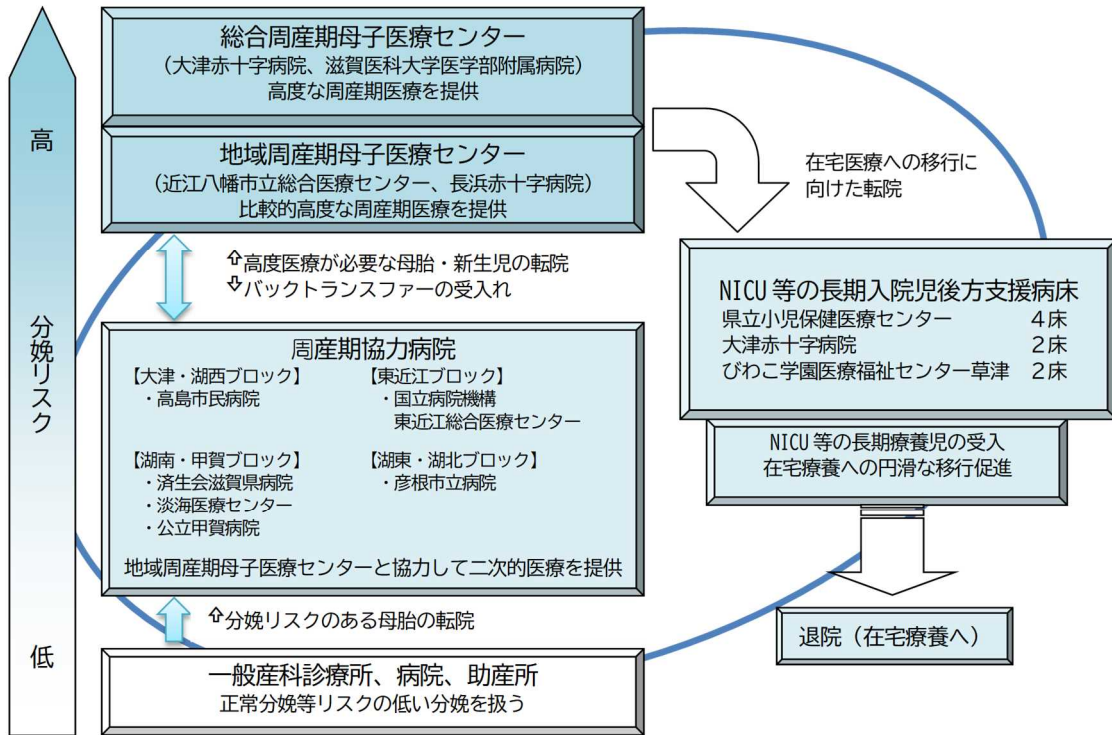 高
分娩リスク
低
総合周産期母子医療センター
（大津赤十字病院、滋賀医科大学医学部附属病院）
高度な周産期医療を提供
地域周産期母子医療センター
（近江八幡市立総合医療センター、長浜赤十字病院）
比較的高度な周産期医療を提供
⇧高度医療が必要な母胎・新生児の転院
⇩バックトランスファーの受入れ
周産期協力病院
【大津・湖西ブロック】
・高島市民病院
【東近江ブロック】
・国立病院機構
東近江総合医療センター
【湖南・甲賀ブロック】
・済生会滋賀県病院
・淡海医療センター
・公立甲賀病院
【湖東・湖北ブロック】
・彦根市立病院
地域周産期母子医療センターと協力して二次的医療を提供
⇧分娩リスクのある母胎の転院
一般産科診療所、病院、助産所
正常分娩等リスクの低い分娩を扱う
在宅医療への移行に
向けた転院
NICU等の長期入院児後方支援病床
県立小児保健医療センター　４床
大津赤十字病院　２床
びわこ学園医療福祉センター草津　２床
NICU等の長期療養児の受入
在宅療養への円滑な移行促進
退院（在宅療養へ）